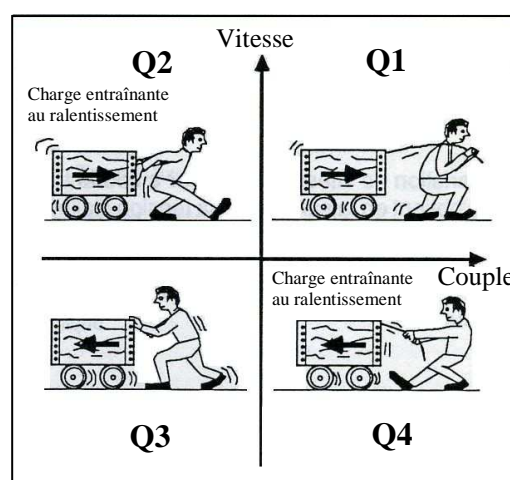 Vitesse
Q2
Q1
Charge entraînante
au ralentissement
Charge entraînante
au ralentissement
Couple
Q3
Q4